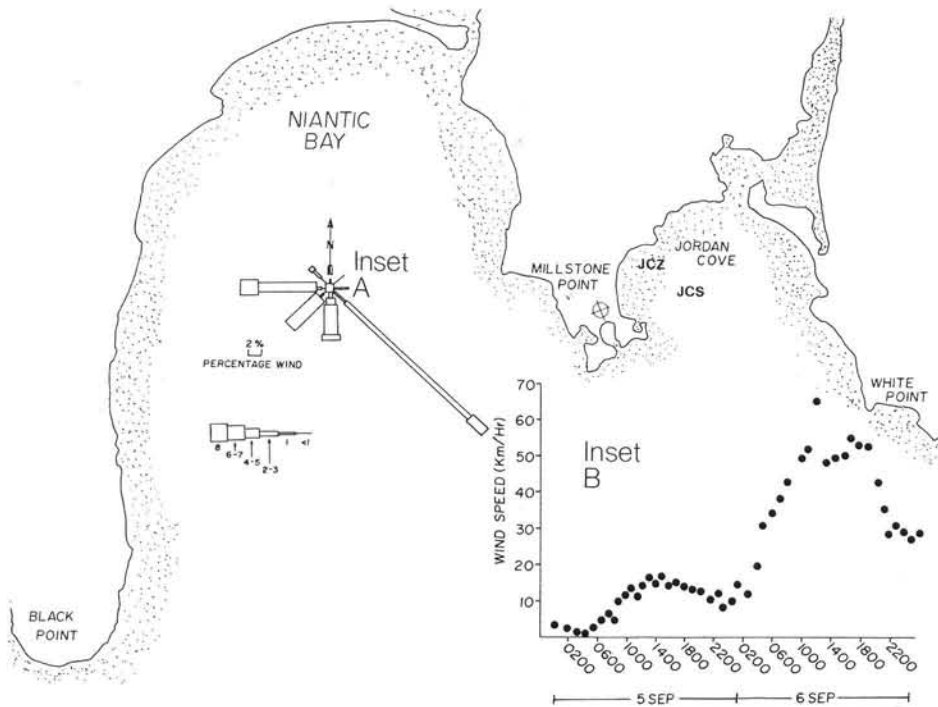 NIANTIC
BAY
N
Inset
A
MILLSTONE
POINT
JORDAN
COVE
JCZ
JCS
2 %
PERCENTAGE WIND
8
6-7
4-5
2-3
1
<1
WHITE
POINT
BLACK
POINT
Inset
B
WIND SPEED (Km/Hr)
70
60
50
40
30
20
10
0200
0600
1000
1400
1800
2200
0200
0600
1000
1400
1800
2200
5 SEP
6 SEP